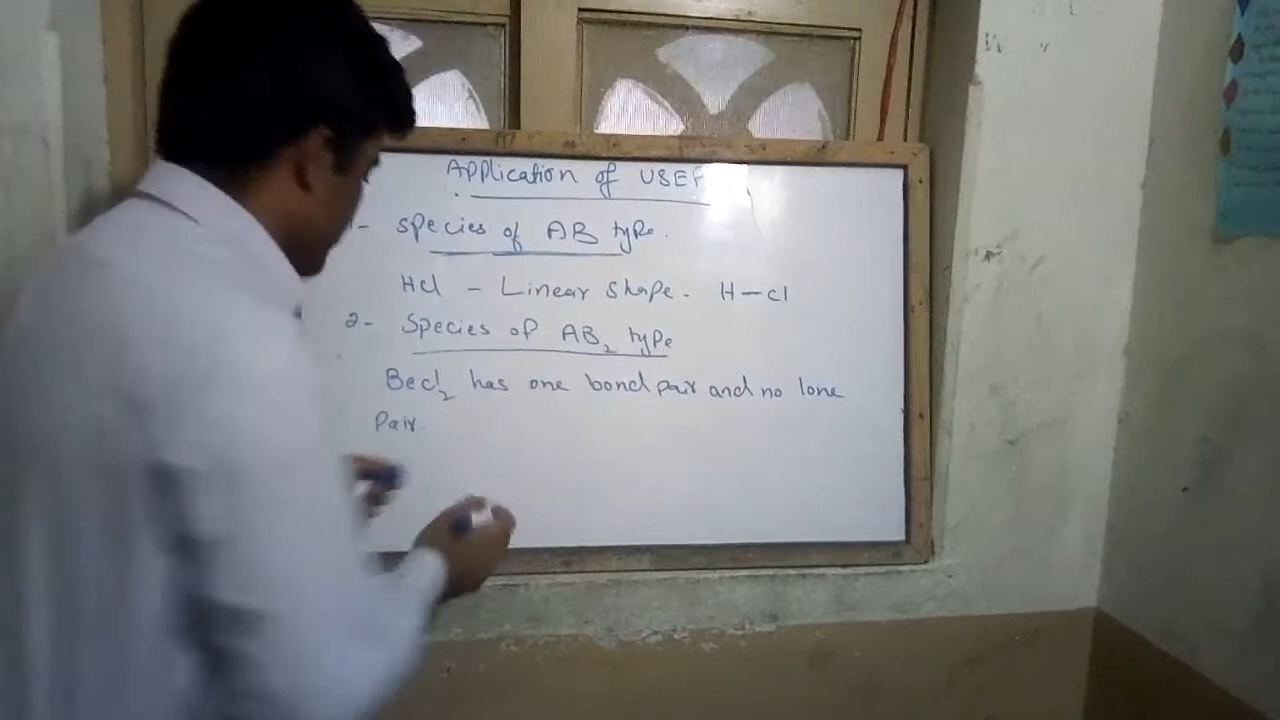 Application of VSEP
1- Species of AB type.
HCl - Linear shape. H-Cl
2- Species of AB₂ type
BeCl₂ has one bond pair and no lone
Pair.